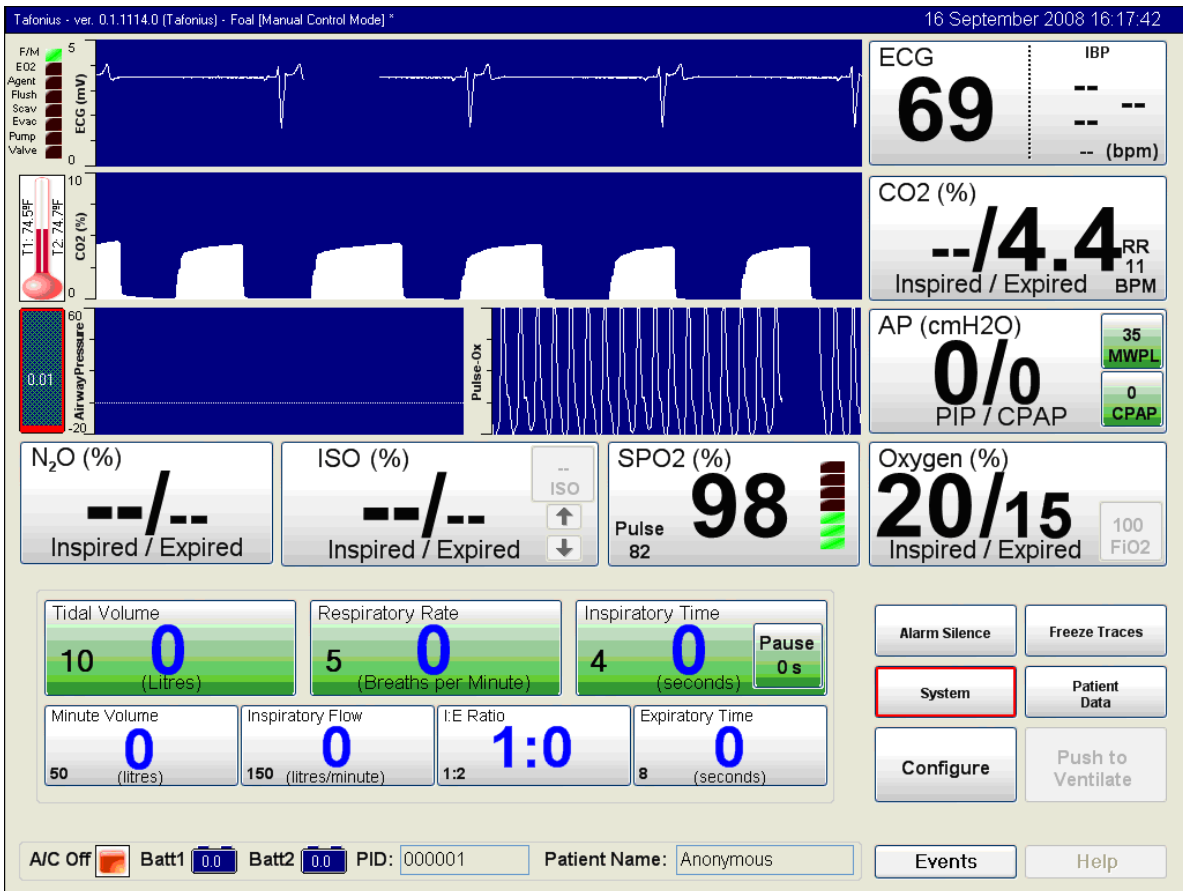 Tafonius - ver. 0.1.1114.0 (Tafonius) - Foal [Manual Control Mode] *
16 September 2008 16:17:42
F/M
EO2
Agent
Flush
Scav
Evac
Pump
Valve
5
ECG (mV)
0
ECG
69
IBP
--
--
--
-- (bpm)
T1: 74.5ºF
T2: 74.7ºF
10
CO2 (%)
0
CO2 (%)
--/4.4
Inspired / Expired
RR
11
BPM
0.01
60
AirwayPressure
-20
Pulse-Ox
AP (cmH2O)
0/0
PIP / CPAP
35
MWPL
0
CPAP
N2O (%)
--/--
Inspired / Expired
ISO (%)
--/--
Inspired / Expired
--
ISO
SPO2 (%)
98
Pulse
82
Oxygen (%)
20/15
Inspired / Expired
100
FiO2
Tidal Volume
10 0
(Litres)
Respiratory Rate
5 0
(Breaths per Minute)
Inspiratory Time
4 0
(seconds)
Pause
0 s
Minute Volume
0
50 (litres)
Inspiratory Flow
0
150 (litres/minute)
I:E Ratio
1:0
1:2
Expiratory Time
0
8 (seconds)
Alarm Silence
Freeze Traces
System
Patient
Data
Configure
Push to
Ventilate
A/C Off Batt1 0.0 Batt2 0.0 PID: 000001 Patient Name: Anonymous
Events
Help